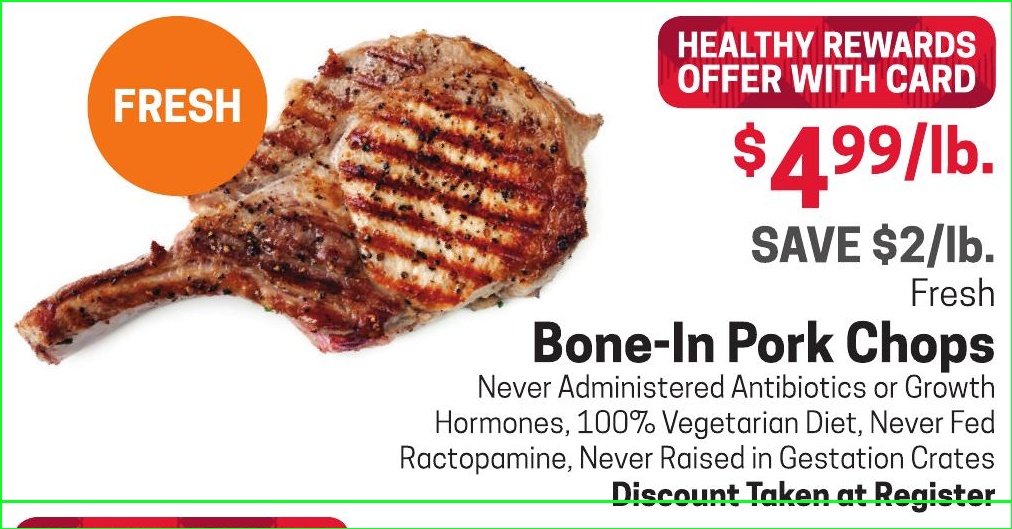 FRESH
HEALTHY REWARDS
OFFER WITH CARD
$4.99/lb.
SAVE $2/lb.
Fresh
Bone-In Pork Chops
Never Administered Antibiotics or Growth
Hormones, 100% Vegetarian Diet, Never Fed
Ractopamine, Never Raised in Gestation Crates
Discount Taken at Register